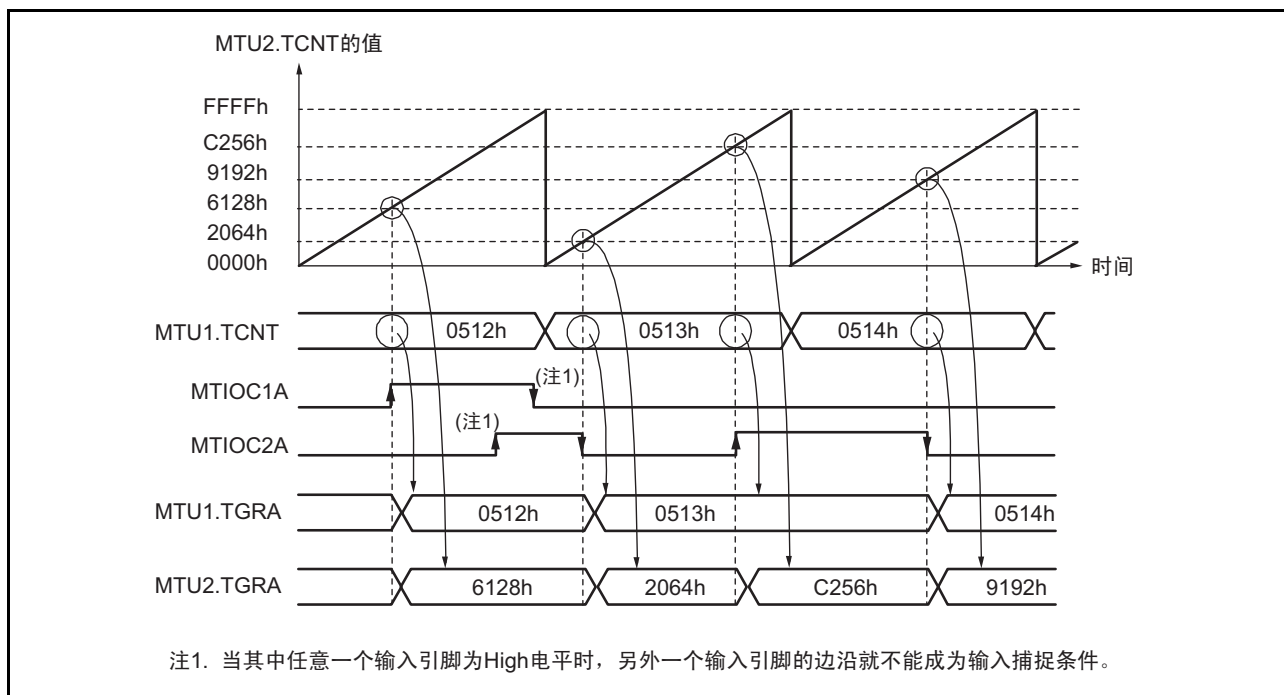 MTU2.TCNT的值
FFFFh
C256h
9192h
6128h
2064h
0000h
时间
MTU1.TCNT
0512h
0513h
0514h
MTIOC1A
(注1)
MTIOC2A
(注1)
MTU1.TGRA
0512h
0513h
0514h
MTU2.TGRA
6128h
2064h
C256h
9192h
注1. 当其中任意一个输入引脚为High电平时，另外一个输入引脚的边沿就不能成为输入捕捉条件。